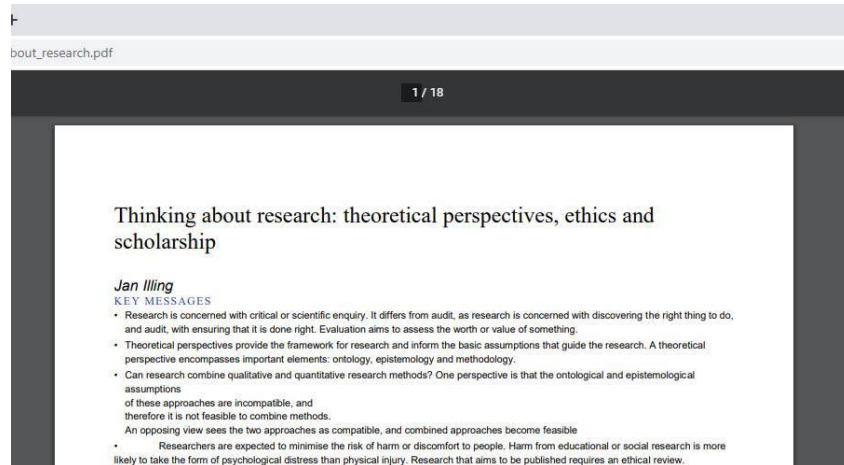 bout_research.pdf
1 / 18
Thinking about research: theoretical perspectives, ethics and
scholarship
Jan Illing
KEY MESSAGES
• Research is concerned with critical or scientific enquiry. It differs from audit, as research is concerned with discovering the right thing to do,
and audit, with ensuring that it is done right. Evaluation aims to assess the worth or value of something.
• Theoretical perspectives provide the framework for research and inform the basic assumptions that guide the research. A theoretical
perspective encompasses important elements: ontology, epistemology and methodology.
• Can research combine qualitative and quantitative research methods? One perspective is that the ontological and epistemological
assumptions
of these approaches are incompatible, and
therefore it is not feasible to combine methods.
An opposing view sees the two approaches as compatible, and combined approaches become feasible
• Researchers are expected to minimise the risk of harm or discomfort to people. Harm from educational or social research is more
likely to take the form of psychological distress than physical injury. Research that aims to be published requires an ethical review.